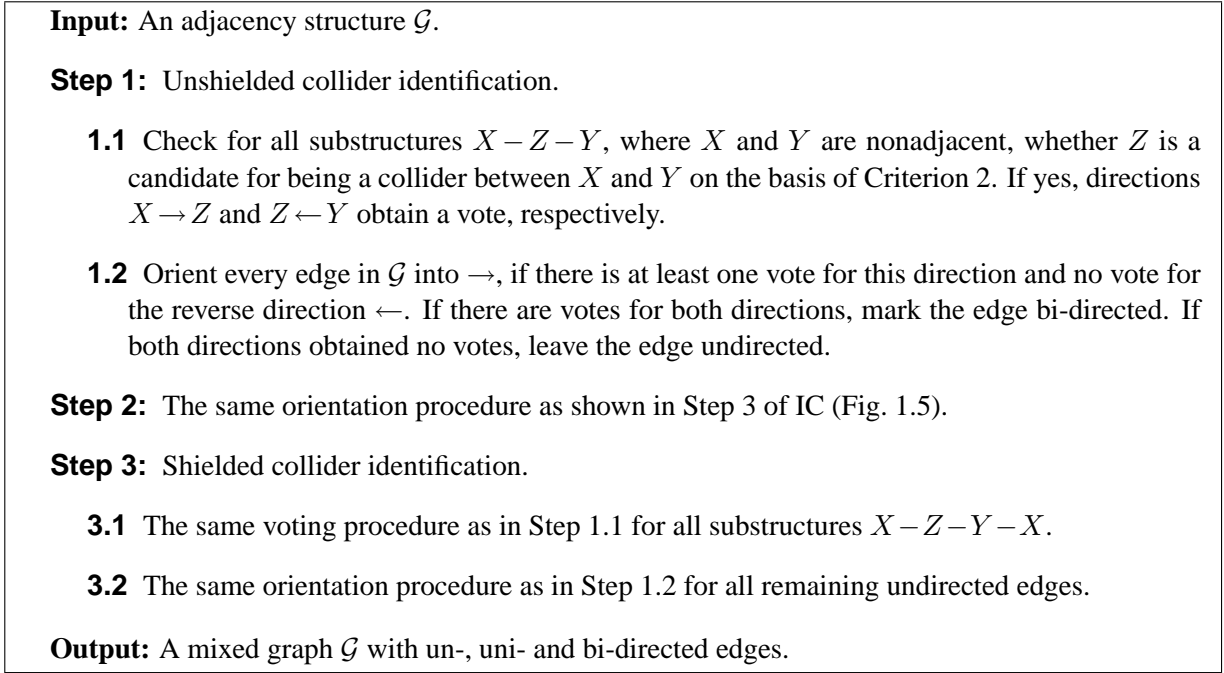 Input: An adjacency structure 𝒢.
Step 1: Unshielded collider identification.
1.1 Check for all substructures X − Z − Y, where X and Y are nonadjacent, whether Z is a
candidate for being a collider between X and Y on the basis of Criterion 2. If yes, directions
X → Z and Z ← Y obtain a vote, respectively.
1.2 Orient every edge in 𝒢 into →, if there is at least one vote for this direction and no vote for
the reverse direction ←. If there are votes for both directions, mark the edge bi-directed. If
both directions obtained no votes, leave the edge undirected.
Step 2: The same orientation procedure as shown in Step 3 of IC (Fig. 1.5).
Step 3: Shielded collider identification.
3.1 The same voting procedure as in Step 1.1 for all substructures X − Z − Y − X.
3.2 The same orientation procedure as in Step 1.2 for all remaining undirected edges.
Output: A mixed graph 𝒢 with un-, uni- and bi-directed edges.